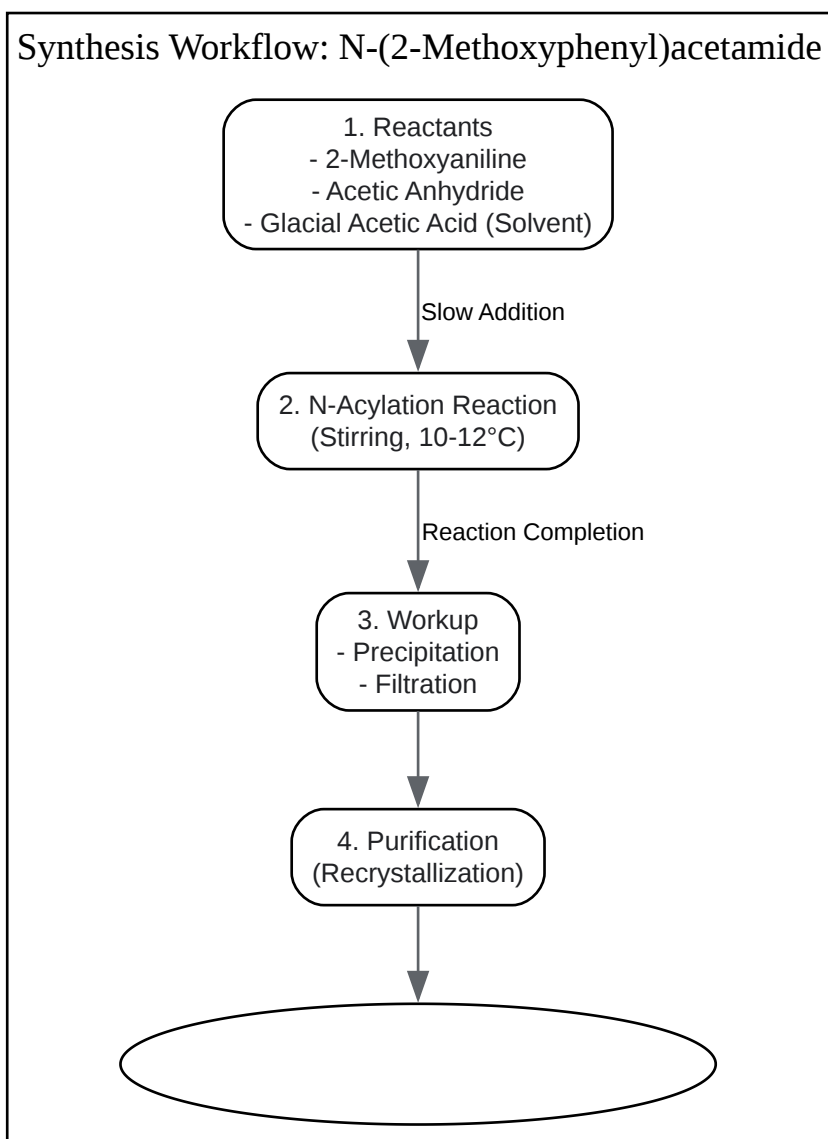 Synthesis Workflow: N-(2-Methoxyphenyl)acetamide
1. Reactants
- 2-Methoxyaniline
- Acetic Anhydride
- Glacial Acetic Acid (Solvent)
Slow Addition
2. N-Acylation Reaction
(Stirring, 10-12°C)
Reaction Completion
3. Workup
- Precipitation
- Filtration
4. Purification
(Recrystallization)